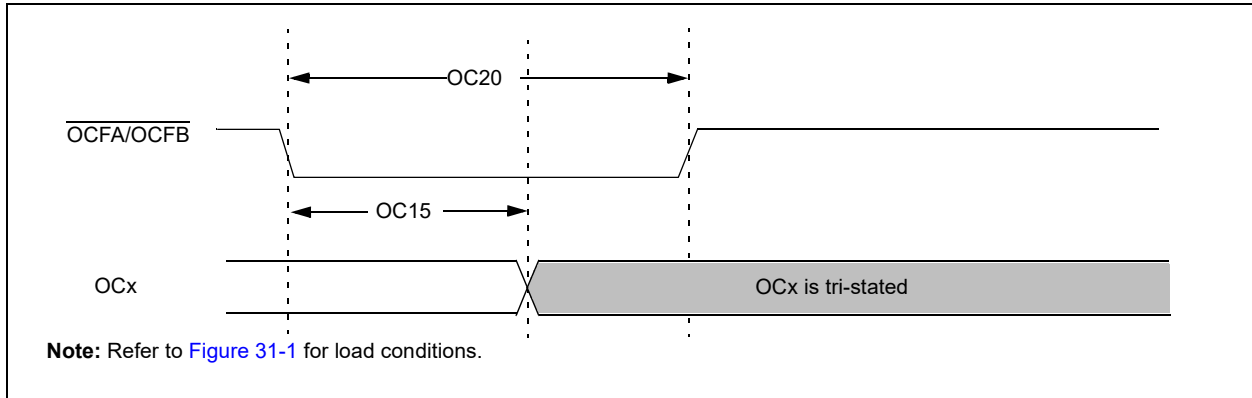 OC20
OCFA/OCFB
OC15
OCx
OCx is tri-stated
Note: Refer to Figure 31-1 for load conditions.